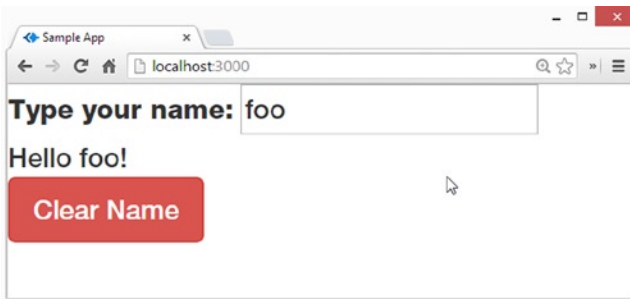 Sample App
localhost:3000
Type your name: foo
Hello foo!
Clear Name